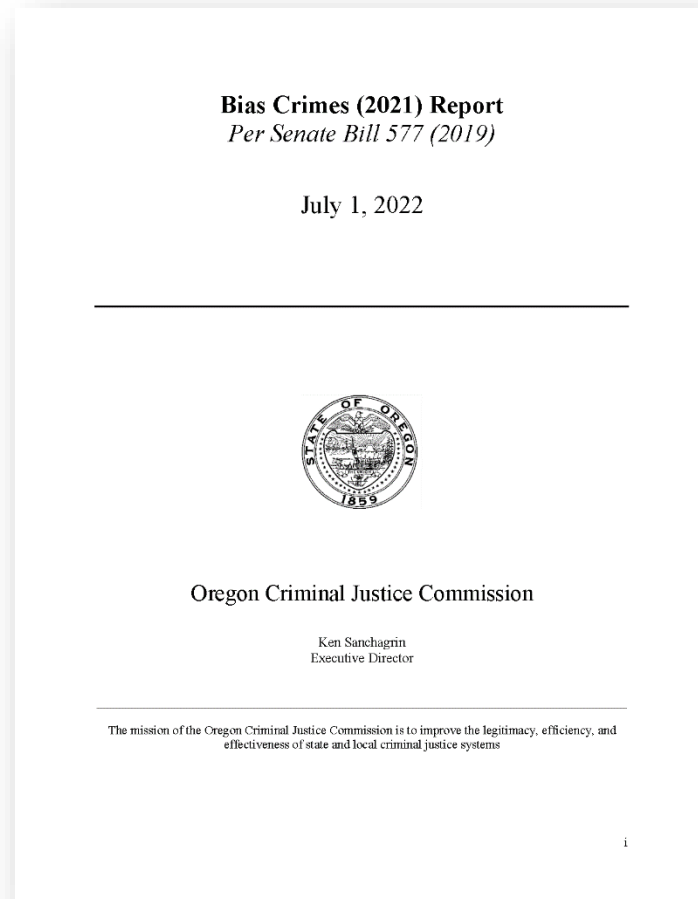 Bias Crimes (2021) Report
Per Senate Bill 577 (2019)
July 1, 2022
STATE OF OREGON
1859
Oregon Criminal Justice Commission
Ken Sanchagrin
Executive Director
The mission of the Oregon Criminal Justice Commission is to improve the legitimacy, efficiency, and
effectiveness of state and local criminal justice systems
i